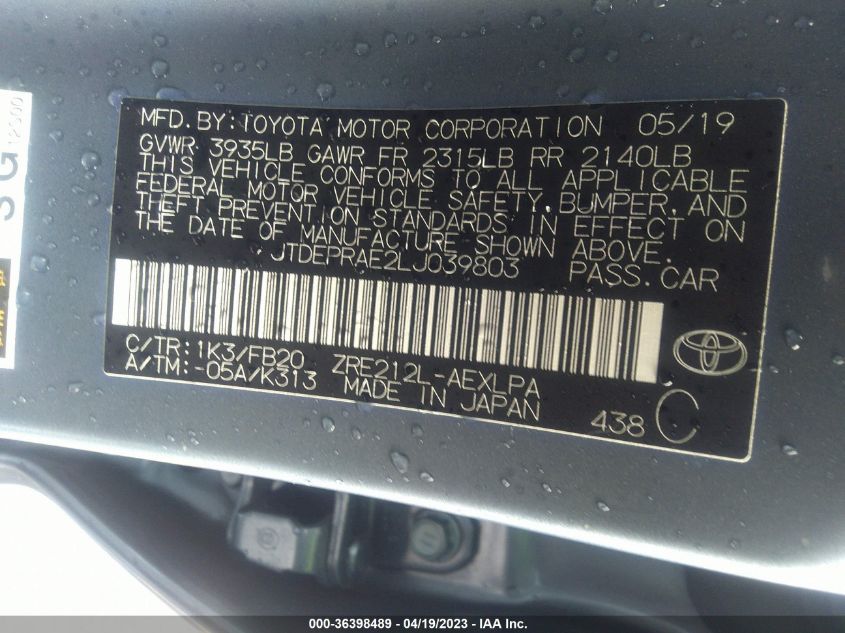 MFD. BY: TOYOTA MOTOR CORPORATION 05/19
GVWR 3935LB GAWR FR 2315LB RR 2140LB
THIS VEHICLE CONFORMS TO ALL APPLICABLE
FEDERAL MOTOR VEHICLE SAFETY, BUMPER, AND
THEFT PREVENTION STANDARDS IN EFFECT ON
THE DATE OF MANUFACTURE SHOWN ABOVE.
JTDEPRAE2LJ039803 PASS. CAR
C/TR: 1K3/FB20 ZRE212L-AEXLPA
A/TM: -05A/K313 MADE IN JAPAN
438 C
000-36398489 - 04/19/2023 - IAA Inc.